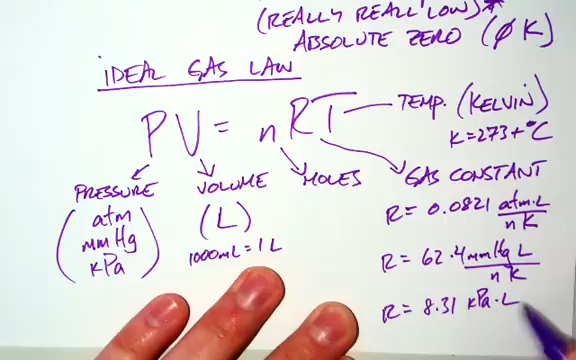 (REALLY REALL' LOW)*
ABSOLUTE ZERO (0 K)
IDEAL GAS LAW
PV = nRT
TEMP. (KELVIN)
K=273+°C
PRESSURE
VOLUME
MOLES
GAS CONSTANT
(atm
mmHg
kPa)
(L)
1000mL = 1L
R = 0.0821 atm·L
n K
R = 62.4 mmHg L
n K
R = 8.31 kPa·L